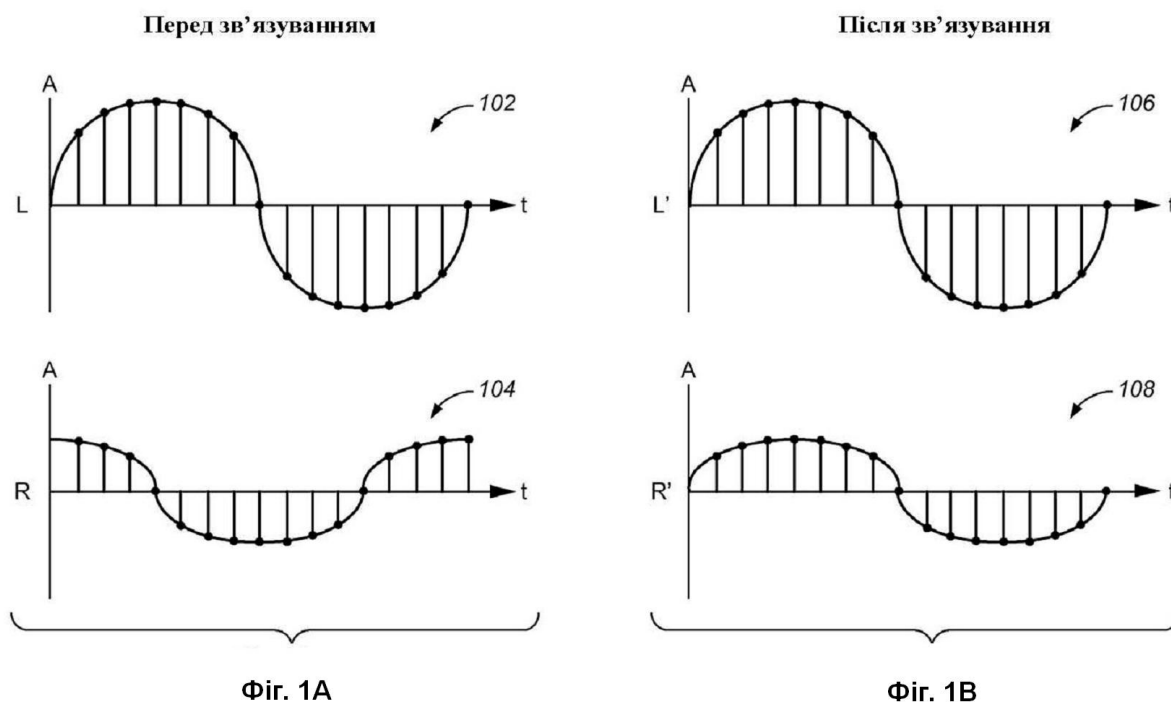 Перед зв’язуванням
A
102
L
t
A
104
R
t
Фіг. 1А
Після зв’язування
A
106
L’
t
A
108
R’
t
Фіг. 1В